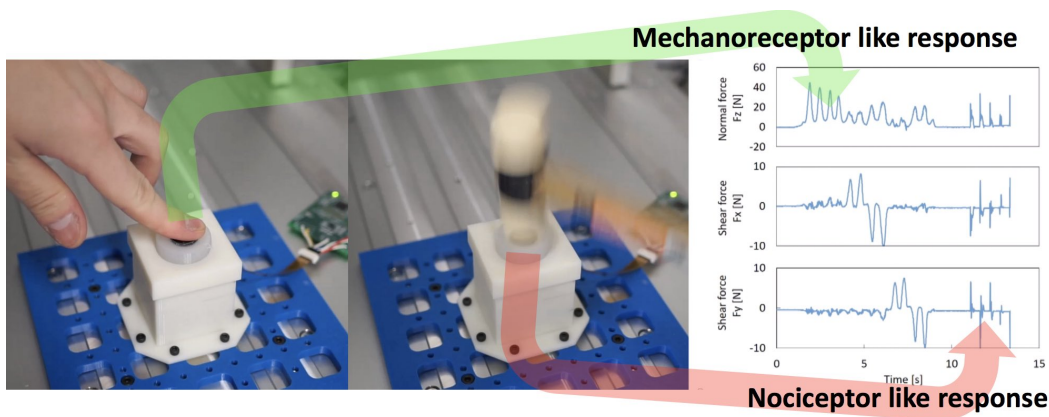 Mechanoreceptor like response
60
40
20
0
-20
Normal force
Fz [N]
10
0
-10
Shear force
Fx [N]
10
0
-10
Shear force
Fy [N]
0
5
10
15
Time [s]
Nociceptor like response